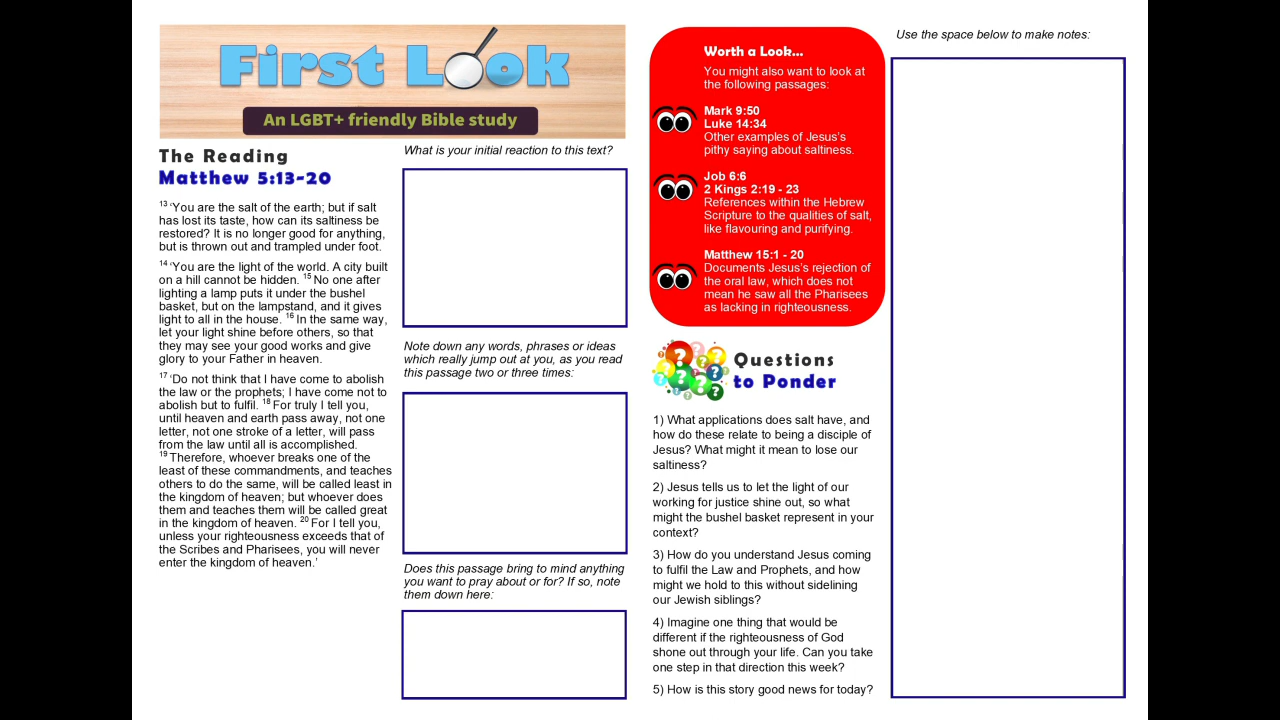 First Look
An LGBT+ friendly Bible study
The Reading
Matthew 5:13-20
13 ‘You are the salt of the earth; but if salt
has lost its taste, how can its saltiness be
restored? It is no longer good for anything,
but is thrown out and trampled under foot.
14 ‘You are the light of the world. A city built
on a hill cannot be hidden. 15 No one after
lighting a lamp puts it under the bushel
basket, but on the lampstand, and it gives
light to all in the house. 16 In the same way,
let your light shine before others, so that
they may see your good works and give
glory to your Father in heaven.
17 ‘Do not think that I have come to abolish
the law or the prophets; I have come not to
abolish but to fulfil. 18 For truly I tell you,
until heaven and earth pass away, not one
letter, not one stroke of a letter, will pass
from the law until all is accomplished.
19 Therefore, whoever breaks one of the
least of these commandments, and teaches
others to do the same, will be called least in
the kingdom of heaven; but whoever does
them and teaches them will be called great
in the kingdom of heaven. 20 For I tell you,
unless your righteousness exceeds that of
the Scribes and Pharisees, you will never
enter the kingdom of heaven.’
What is your initial reaction to this text?
Note down any words, phrases or ideas
which really jump out at you, as you read
this passage two or three times:
Does this passage bring to mind anything
you want to pray about or for? If so, note
them down here:
Worth a Look...
You might also want to look at
the following passages:
Mark 9:50
Luke 14:34
Other examples of Jesus’s
pithy saying about saltiness.
Job 6:6
2 Kings 2:19 - 23
References within the Hebrew
Scripture to the qualities of salt,
like flavouring and purifying.
Matthew 15:1 - 20
Documents Jesus’s rejection of
the oral law, which does not
mean he saw all the Pharisees
as lacking in righteousness.
Questions
to Ponder
1) What applications does salt have, and
how do these relate to being a disciple of
Jesus? What might it mean to lose our
saltiness?
2) Jesus tells us to let the light of our
working for justice shine out, so what
might the bushel basket represent in your
context?
3) How do you understand Jesus coming
to fulfil the Law and Prophets, and how
might we hold to this without sidelining
our Jewish siblings?
4) Imagine one thing that would be
different if the righteousness of God
shone out through your life. Can you take
one step in that direction this week?
5) How is this story good news for today?
Use the space below to make notes: